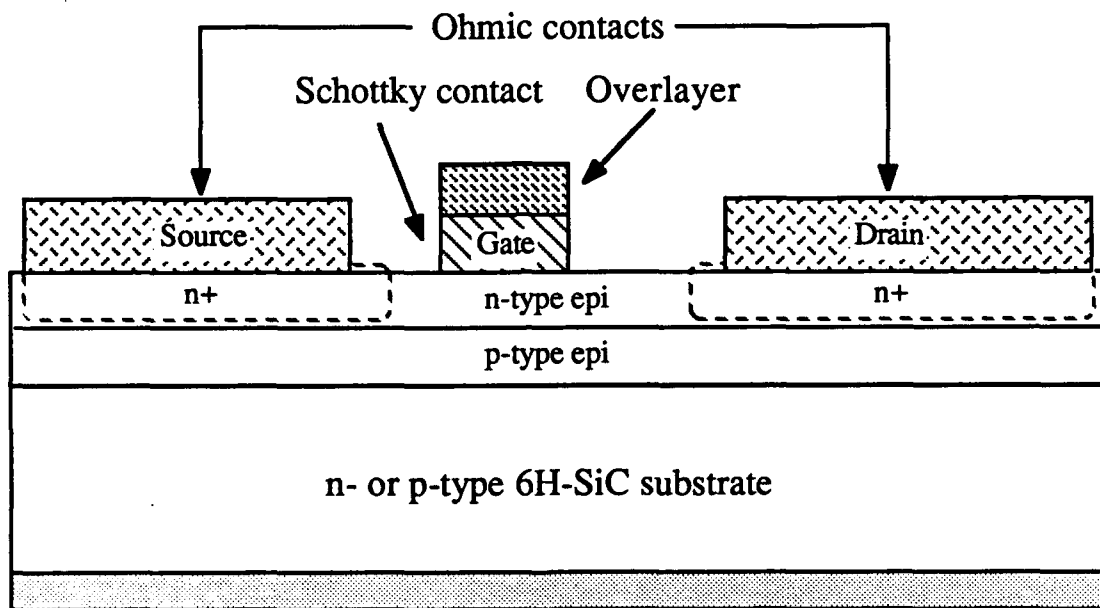 Ohmic contacts
Schottky contact
Overlayer
Source
Gate
Drain
n+
n-type epi
n+
p-type epi
n- or p-type 6H-SiC substrate